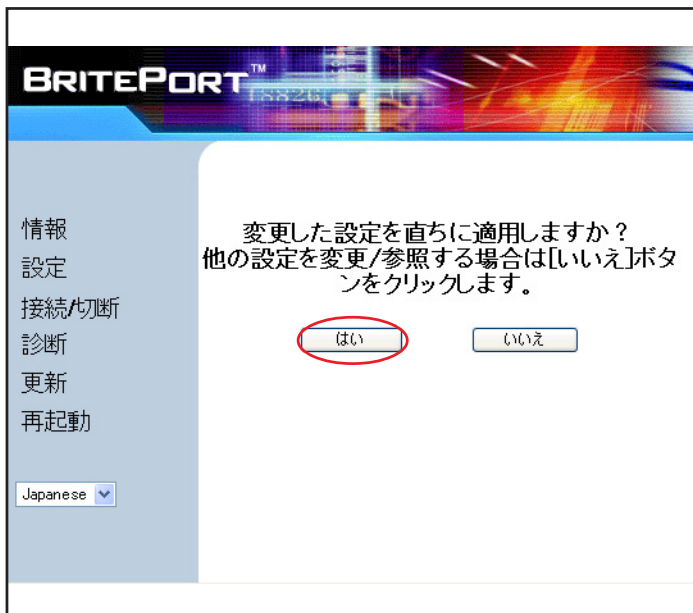 BRITEPORT™
情報
設定
接続/切断
診断
更新
再起動
Japanese
変更した設定を直ちに適用しますか？
他の設定を変更/参照する場合は[いいえ]ボタ
ンをクリックします。
はい
いいえ